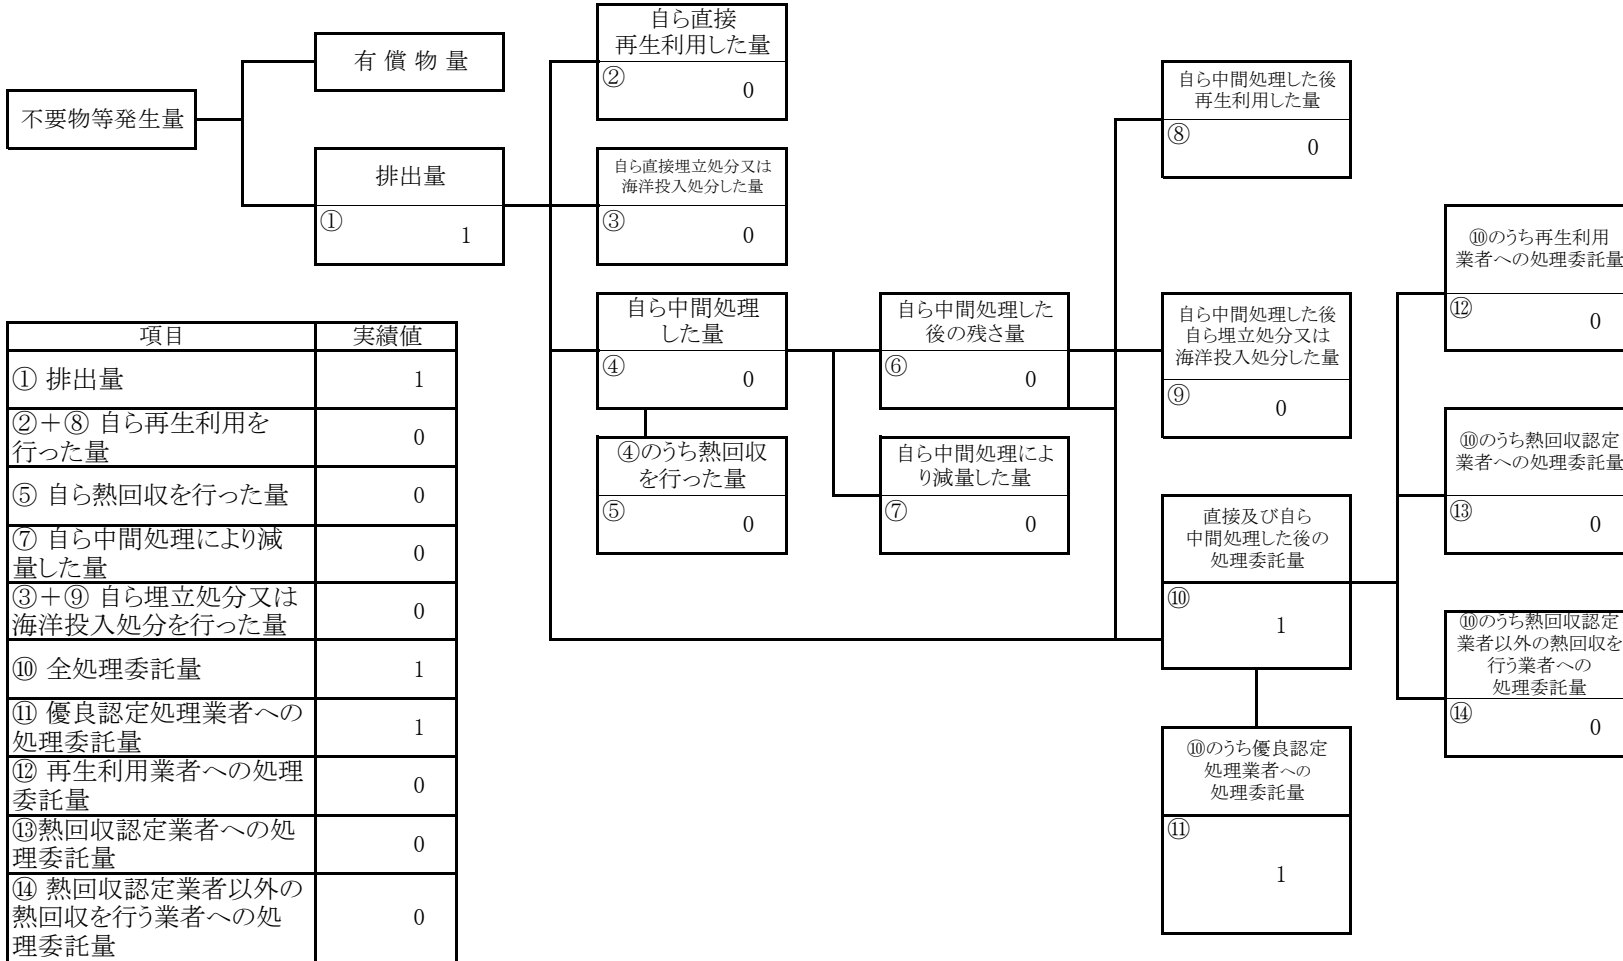 不要物等発生量
有 償 物 量
排出量
①
1
自ら直接
再生利用した量
②
0
自ら直接埋立処分又は
海洋投入処分した量
③
0
自ら中間処理
した量
④
0
④のうち熱回収
を行った量
⑤
0
自ら中間処理した
後の残さ量
⑥
0
自ら中間処理によ
り減量した量
⑦
0
自ら中間処理した後
再生利用した量
⑧
0
自ら中間処理した後
自ら埋立処分又は
海洋投入処分した量
⑨
0
直接及び自ら
中間処理した後の
処理委託量
⑩
1
⑩のうち優良認定
処理業者への
処理委託量
⑪
1
⑩のうち再生利用
業者への処理委託量
⑫
0
⑩のうち熱回収認定
業者への処理委託量
⑬
0
⑩のうち熱回収認定
業者以外の熱回収を
行う業者への
処理委託量
⑭
0
項目 実績値
① 排出量 1
②＋⑧ 自ら再生利用を
行った量 0
⑤ 自ら熱回収を行った量 0
⑦ 自ら中間処理により減
量した量 0
③＋⑨ 自ら埋立処分又は
海洋投入処分を行った量 0
⑩ 全処理委託量 1
⑪ 優良認定処理業者への
処理委託量 1
⑫ 再生利用業者への処理
委託量 0
⑬熱回収認定業者への処
理委託量 0
⑭ 熱回収認定業者以外の
熱回収を行う業者への処
理委託量 0